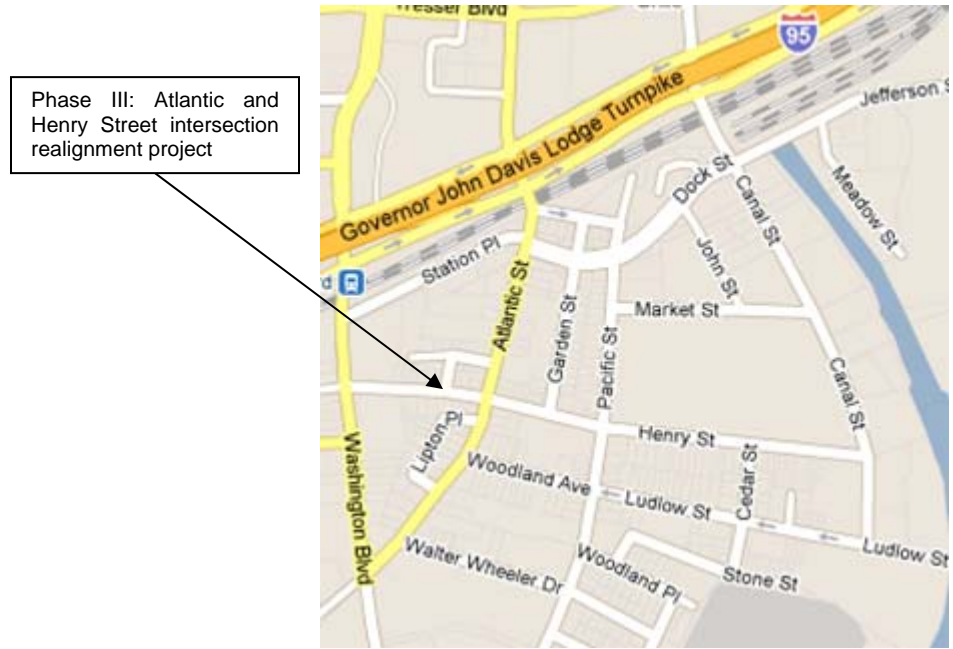 Tresser Blvd
95
Phase III: Atlantic and
Henry Street intersection
realignment project
Governor John Davis Lodge Turnpike
Jefferson S
Dock St
Canal St
Meadow St
Station Pl
John St
Atlantic St
Garden St
Pacific St
Market St
Canal St
Lipton Pl
Henry St
Washington Blvd
Woodland Ave
Cedar St
Ludlow St
Ludlow St
Walter Wheeler Dr
Woodland Pl
Stone St